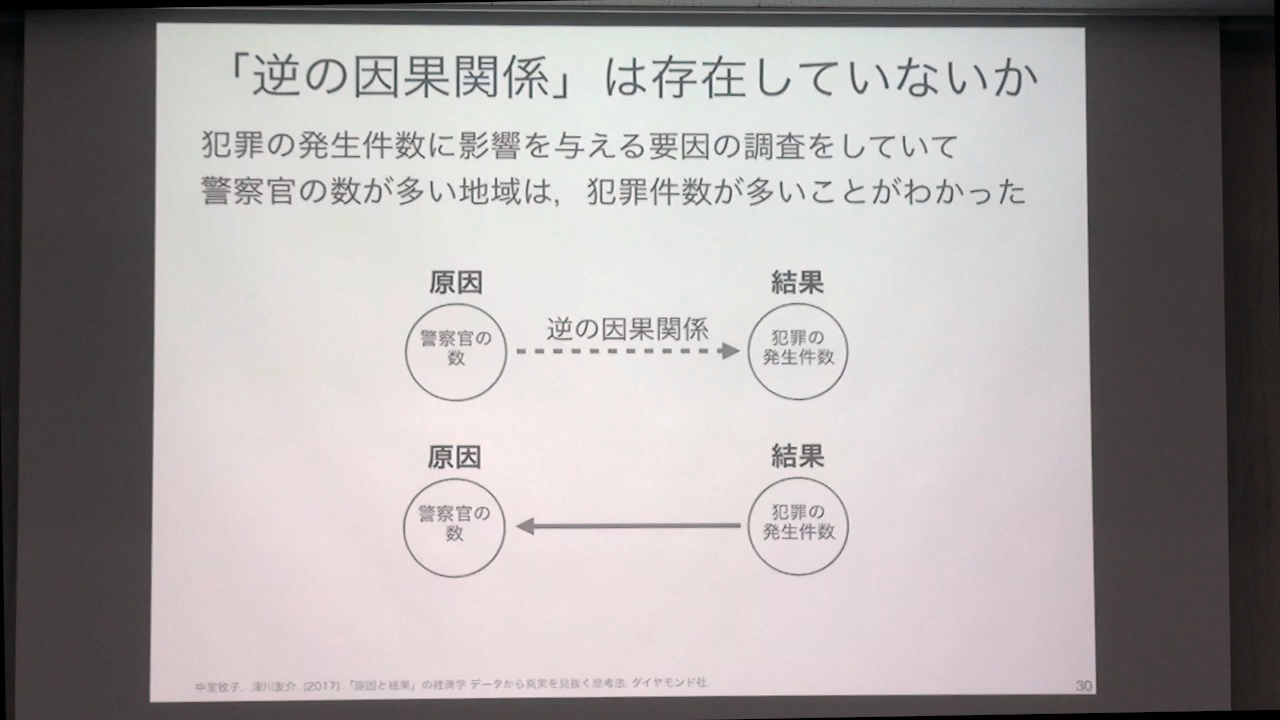 「逆の因果関係」は存在していないか
犯罪の発生件数に影響を与える要因の調査をしていて
警察官の数が多い地域は，犯罪件数が多いことがわかった
原因
結果
警察官の
数
逆の因果関係
犯罪の
発生件数
原因
結果
警察官の
数
犯罪の
発生件数
中室牧子, 津川友介. (2017). 「原因と結果」の経済学 データから真実を見抜く思考法. ダイヤモンド社.
30